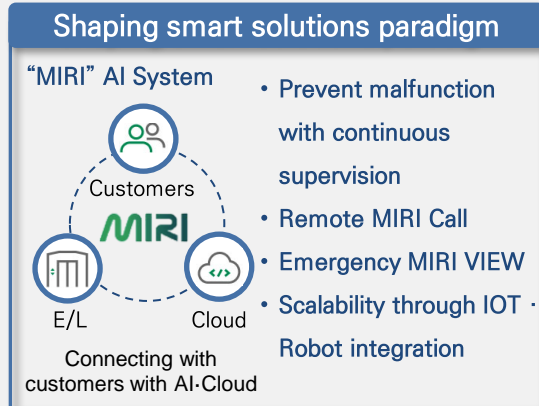 Shaping smart solutions paradigm
“MIRI” AI System
Customers
MIRI
E/L
Cloud
Connecting with
customers with AI·Cloud
• Prevent malfunction
with continuous
supervision
• Remote MIRI Call
• Emergency MIRI VIEW
• Scalability through IOT ·
Robot integration